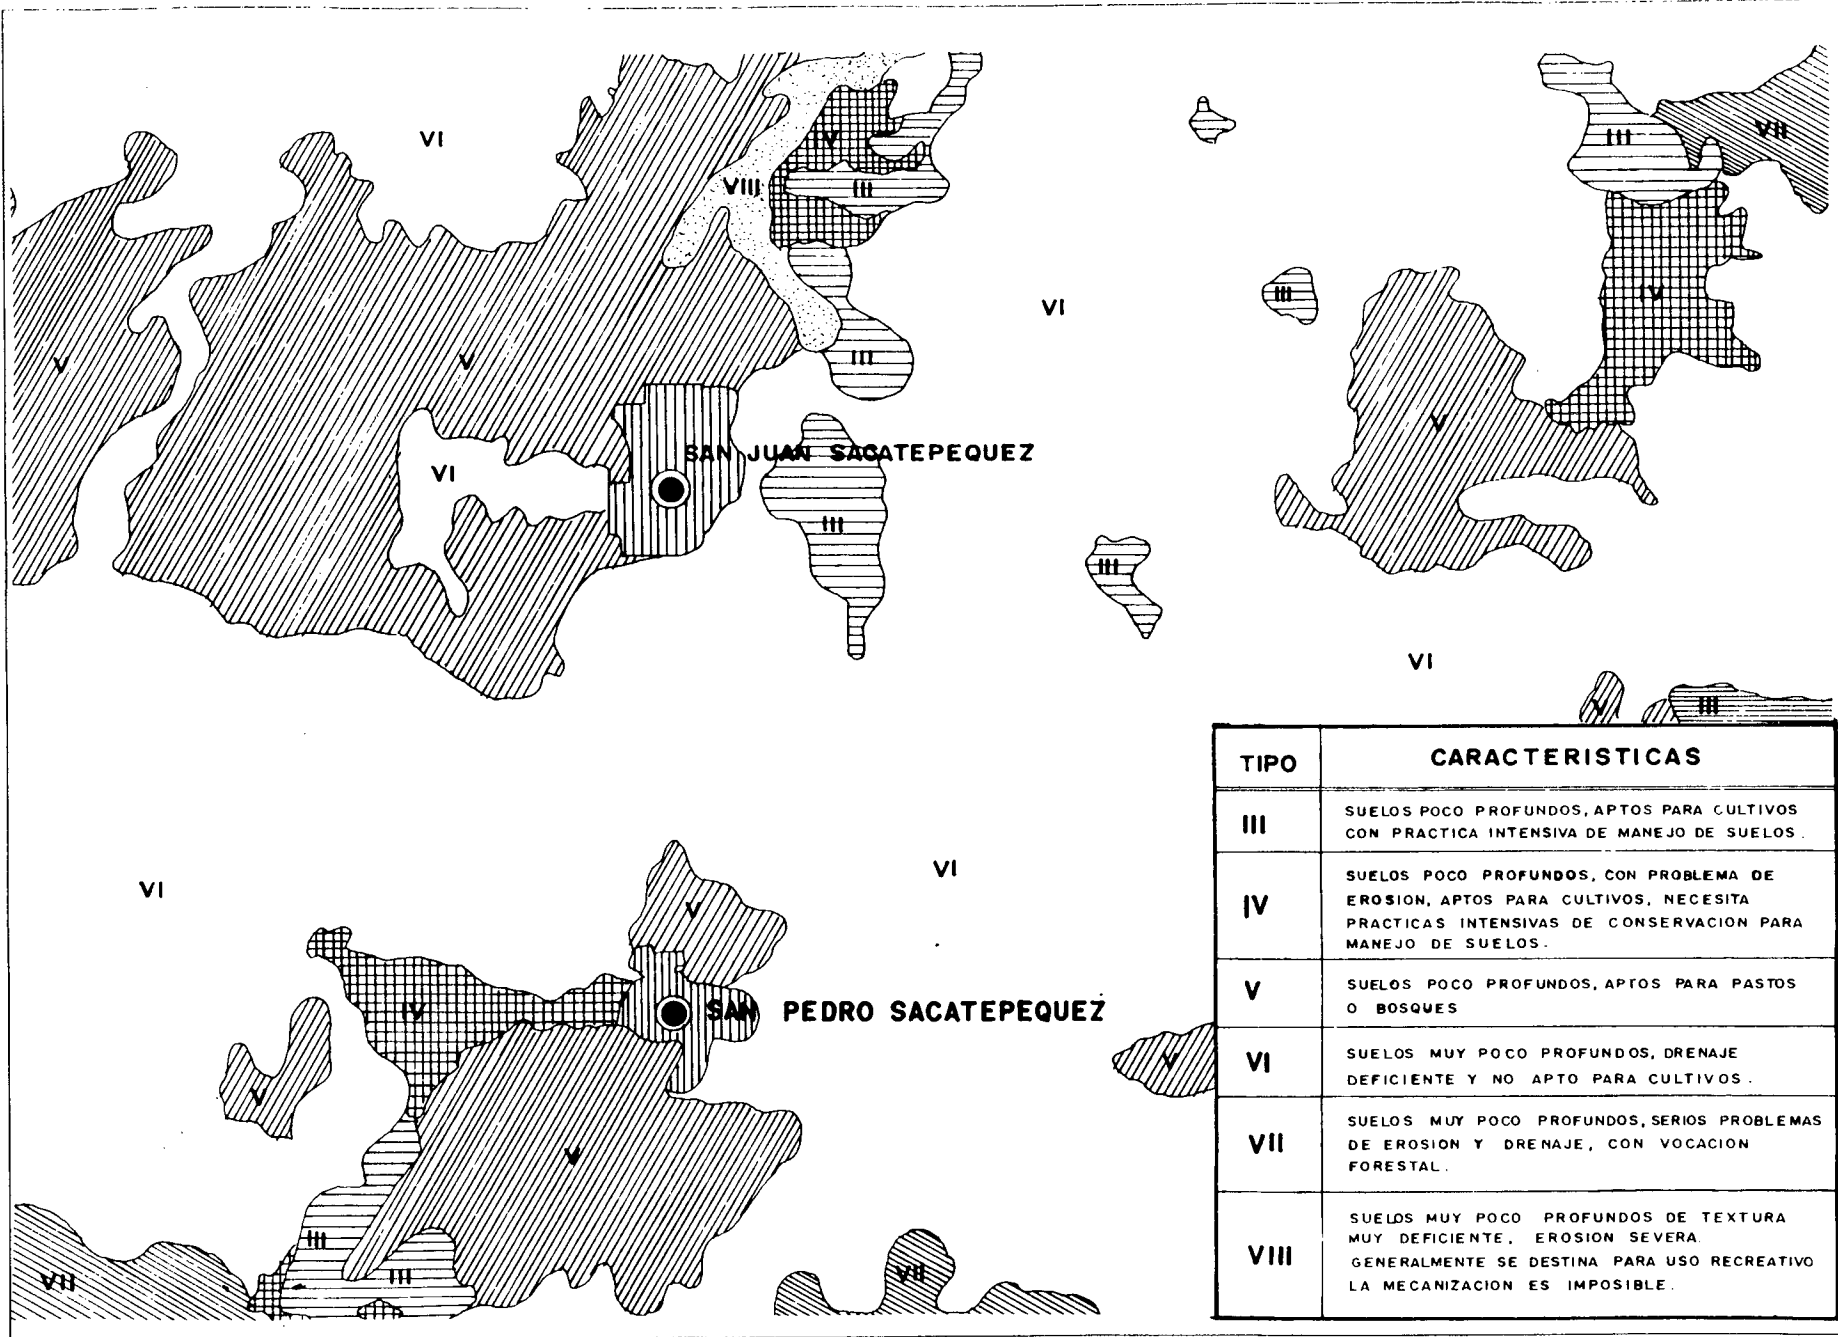 VI
IV
III
VII
VIII
III
III
VI
III
IV
V
V
III
V
SAN JUAN SACATEPEQUEZ
VI
III
III
VI
V
III
VI
VI
V
IV
SAN PEDRO SACATEPEQUEZ
V
V
V
III
III
VII
VII
TIPO
CARACTERISTICAS
III
SUELOS POCO PROFUNDOS, APTOS PARA CULTIVOS
CON PRACTICA INTENSIVA DE MANEJO DE SUELOS.
IV
SUELOS POCO PROFUNDOS, CON PROBLEMA DE
EROSION, APTOS PARA CULTIVOS, NECESITA
PRACTICAS INTENSIVAS DE CONSERVACION PARA
MANEJO DE SUELOS.
V
SUELOS POCO PROFUNDOS, APTOS PARA PASTOS
O BOSQUES
VI
SUELOS MUY POCO PROFUNDOS, DRENAJE
DEFICIENTE Y NO APTO PARA CULTIVOS.
VII
SUELOS MUY POCO PROFUNDOS, SERIOS PROBLEMAS
DE EROSION Y DRENAJE, CON VOCACION
FORESTAL.
VIII
SUELOS MUY POCO PROFUNDOS DE TEXTURA
MUY DEFICIENTE, EROSION SEVERA.
GENERALMENTE SE DESTINA PARA USO RECREATIVO
LA MECANIZACION ES IMPOSIBLE.